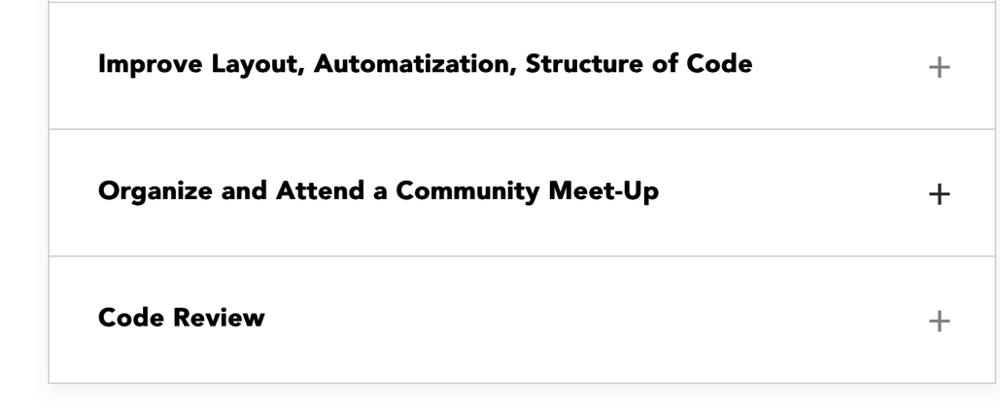 Improve Layout, Automatization, Structure of Code
Organize and Attend a Community Meet-Up
Code Review